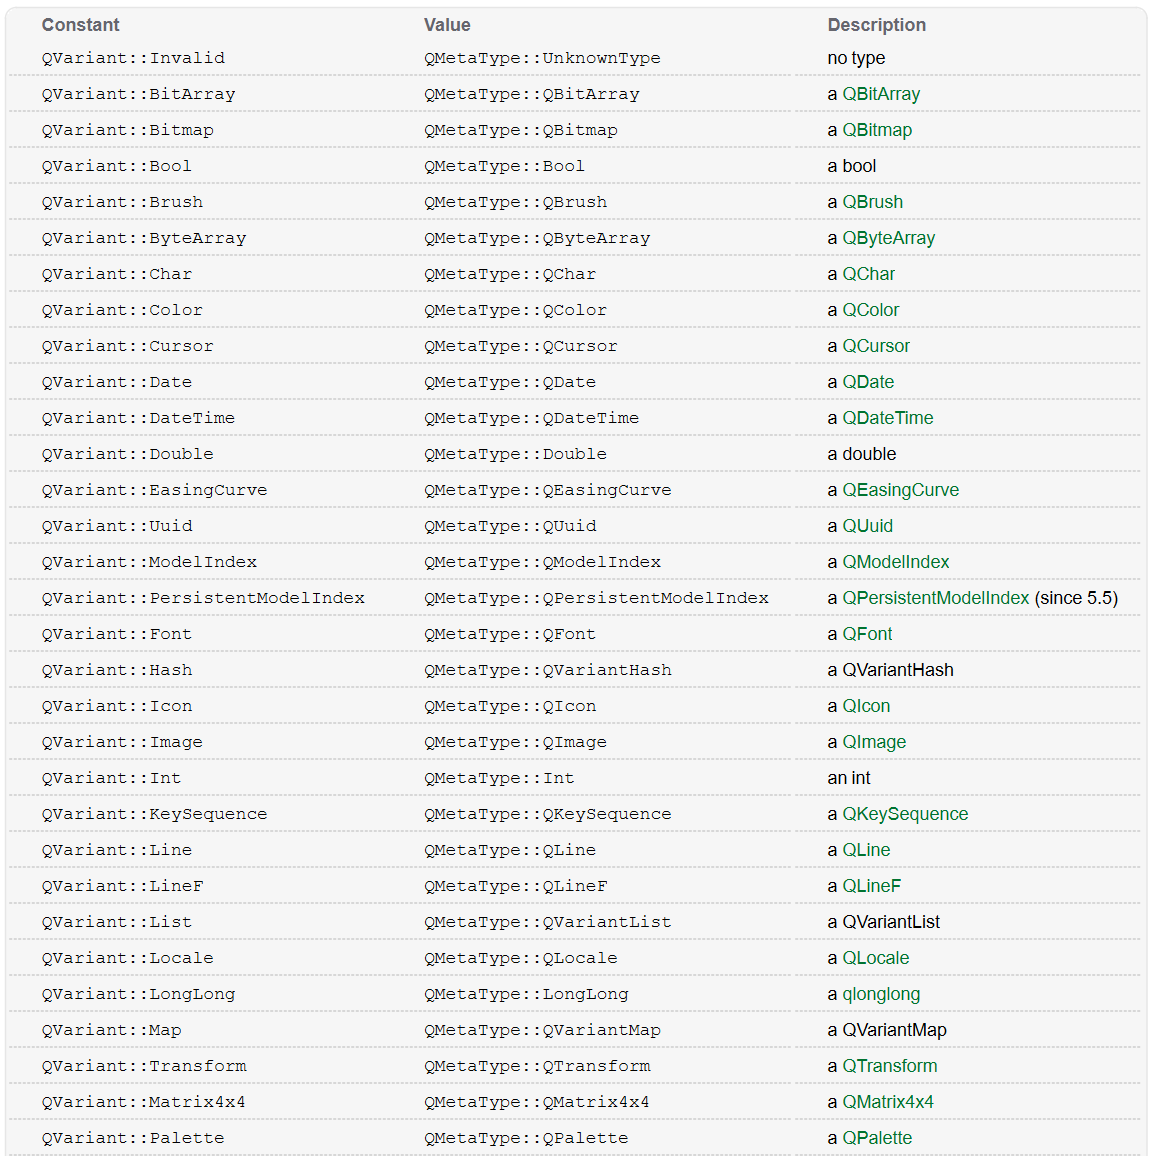 Constant Value Description
QVariant::Invalid QMetaType::UnknownType no type
QVariant::BitArray QMetaType::QBitArray a QBitArray
QVariant::Bitmap QMetaType::QBitmap a QBitmap
QVariant::Bool QMetaType::Bool a bool
QVariant::Brush QMetaType::QBrush a QBrush
QVariant::ByteArray QMetaType::QByteArray a QByteArray
QVariant::Char QMetaType::QChar a QChar
QVariant::Color QMetaType::QColor a QColor
QVariant::Cursor QMetaType::QCursor a QCursor
QVariant::Date QMetaType::QDate a QDate
QVariant::DateTime QMetaType::QDateTime a QDateTime
QVariant::Double QMetaType::Double a double
QVariant::EasingCurve QMetaType::QEasingCurve a QEasingCurve
QVariant::Uuid QMetaType::QUuid a QUuid
QVariant::ModelIndex QMetaType::QModelIndex a QModelIndex
QVariant::PersistentModelIndex QMetaType::QPersistentModelIndex a QPersistentModelIndex (since 5.5)
QVariant::Font QMetaType::QFont a QFont
QVariant::Hash QMetaType::QVariantHash a QVariantHash
QVariant::Icon QMetaType::QIcon a QIcon
QVariant::Image QMetaType::QImage a QImage
QVariant::Int QMetaType::Int an int
QVariant::KeySequence QMetaType::QKeySequence a QKeySequence
QVariant::Line QMetaType::QLine a QLine
QVariant::LineF QMetaType::QLineF a QLineF
QVariant::List QMetaType::QVariantList a QVariantList
QVariant::Locale QMetaType::QLocale a QLocale
QVariant::LongLong QMetaType::LongLong a qlonglong
QVariant::Map QMetaType::QVariantMap a QVariantMap
QVariant::Transform QMetaType::QTransform a QTransform
QVariant::Matrix4x4 QMetaType::QMatrix4x4 a QMatrix4x4
QVariant::Palette QMetaType::QPalette a QPalette